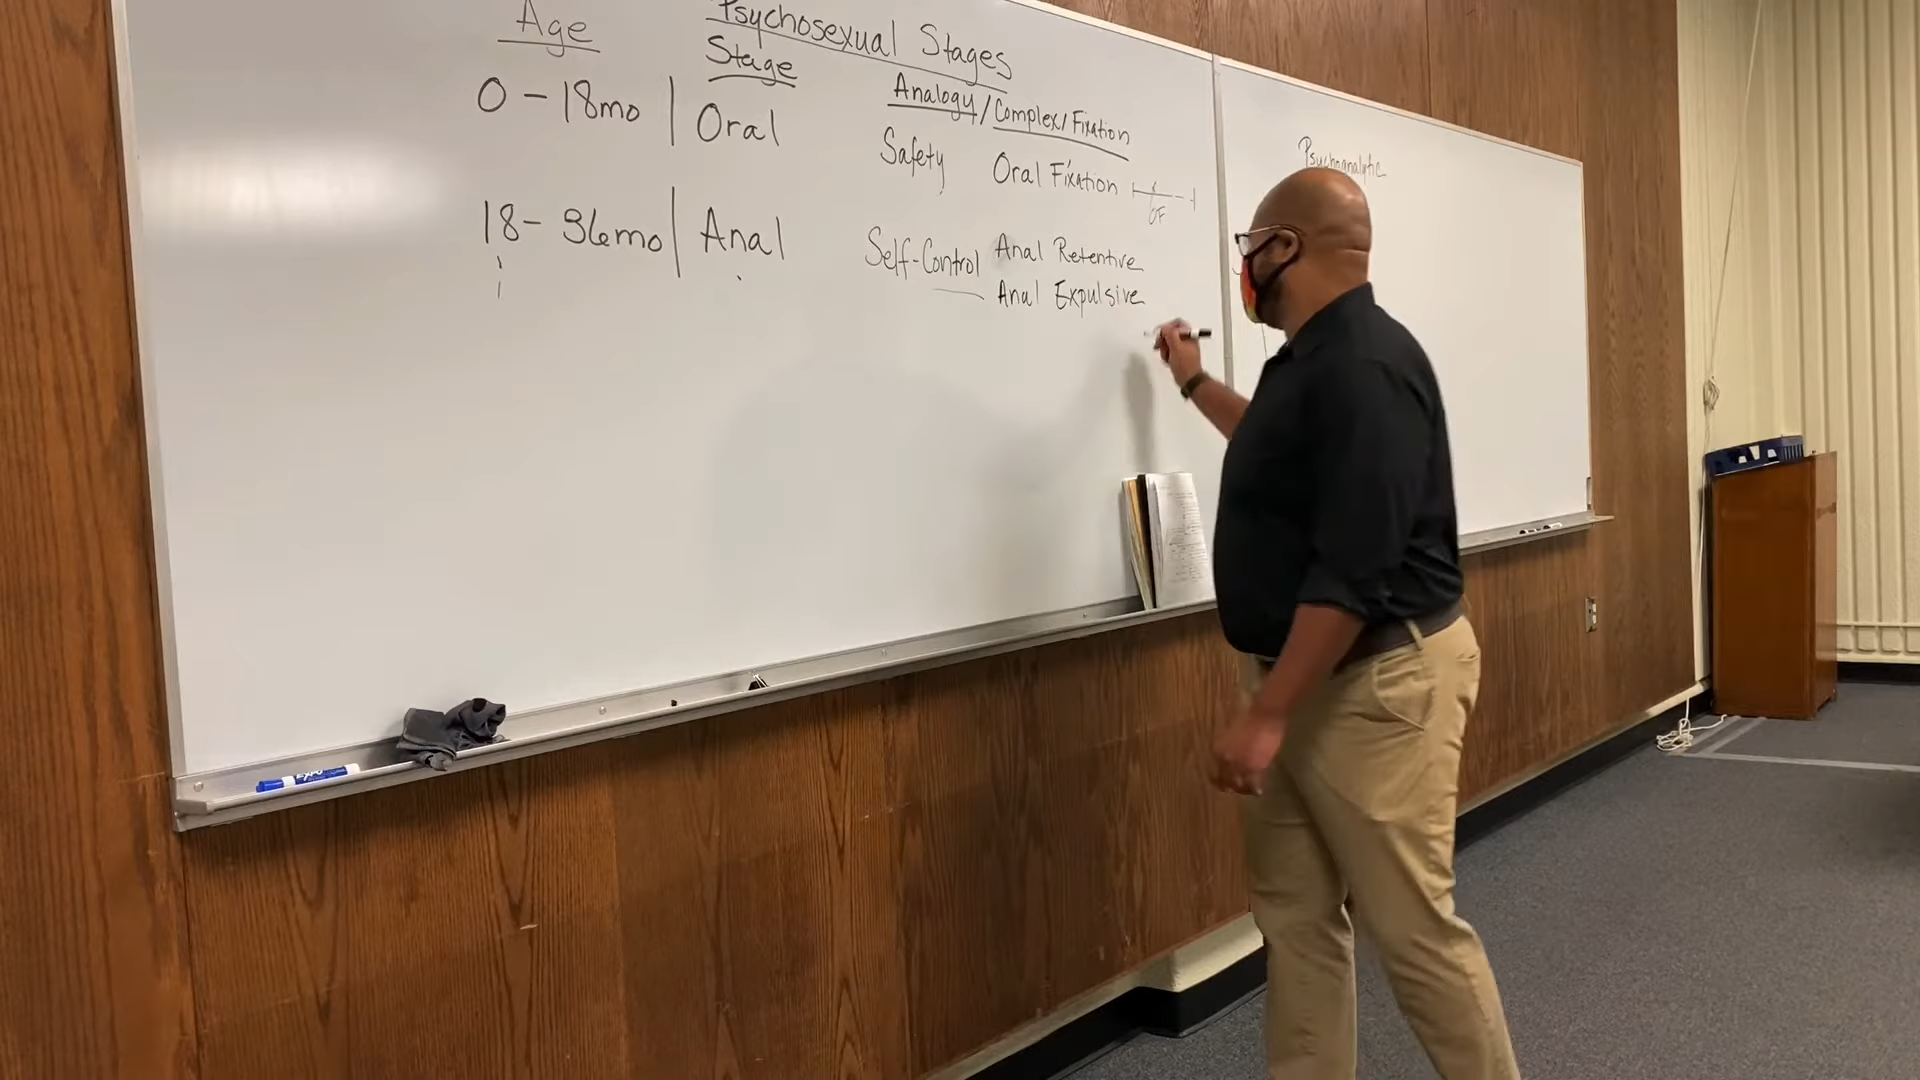 Psychosexual Stages
Age
Stage
Analogy/Complex/Fixation
0 - 18mo | Oral
Safety
Oral Fixation
OF
18 - 36mo | Anal
Self-Control
Anal Retentive
Anal Expulsive
Psychoanalytic
EXPO